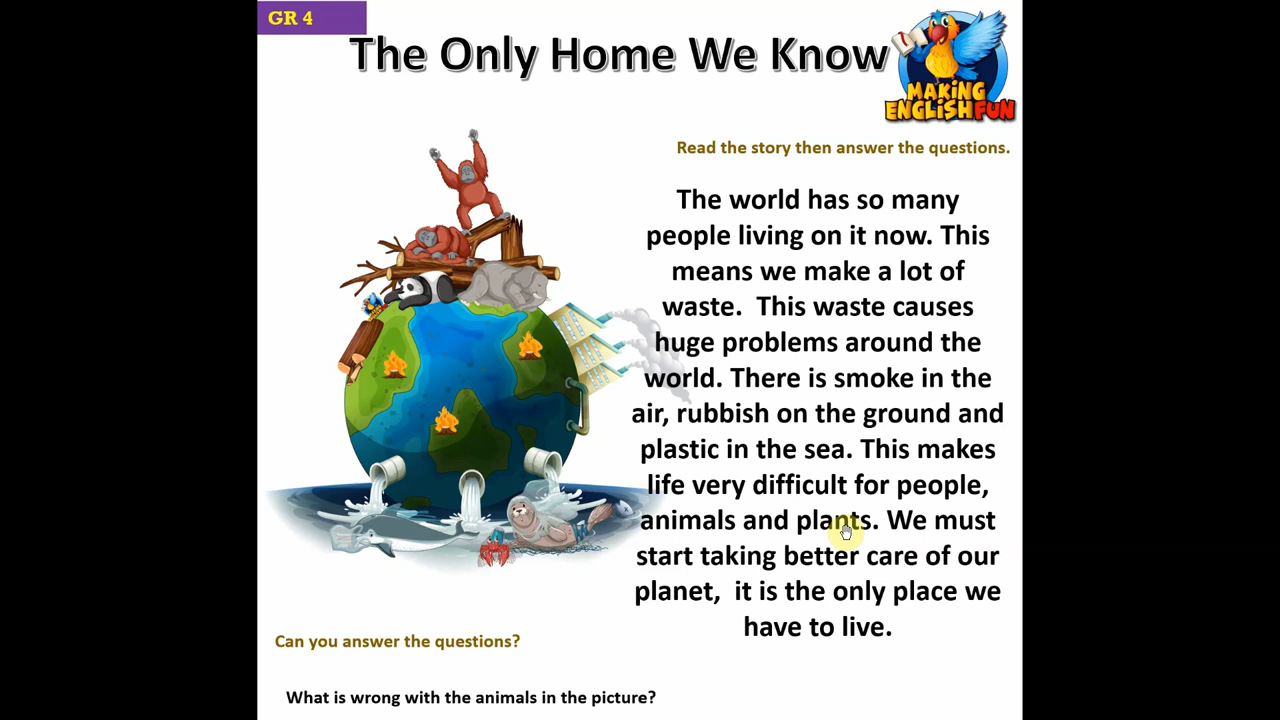 GR 4
The Only Home We Know
MAKING
ENGLISH FUN
Read the story then answer the questions.
The world has so many
people living on it now. This
means we make a lot of
waste.  This waste causes
huge problems around the
world. There is smoke in the
air, rubbish on the ground and
plastic in the sea. This makes
life very difficult for people,
animals and plants. We must
start taking better care of our
planet,  it is the only place we
have to live.
Can you answer the questions?
What is wrong with the animals in the picture?